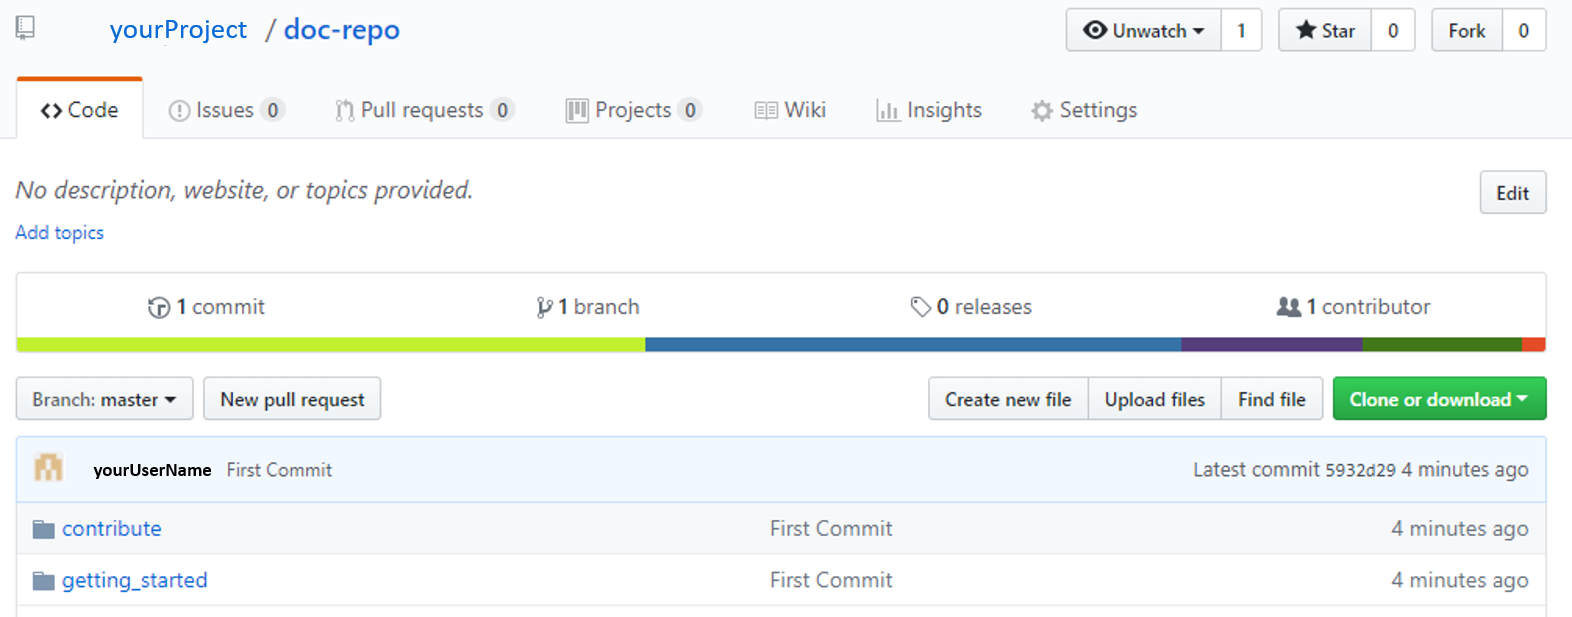 yourProject / doc-repo Unwatch 1 Star 0 Fork 0
Code Issues 0 Pull requests 0 Projects 0 Wiki Insights Settings
No description, website, or topics provided. Edit
Add topics
1 commit 1 branch 0 releases 1 contributor
Branch: master New pull request Create new file Upload files Find file Clone or download
yourUserName First Commit Latest commit 5932d29 4 minutes ago
contribute First Commit 4 minutes ago
getting_started First Commit 4 minutes ago